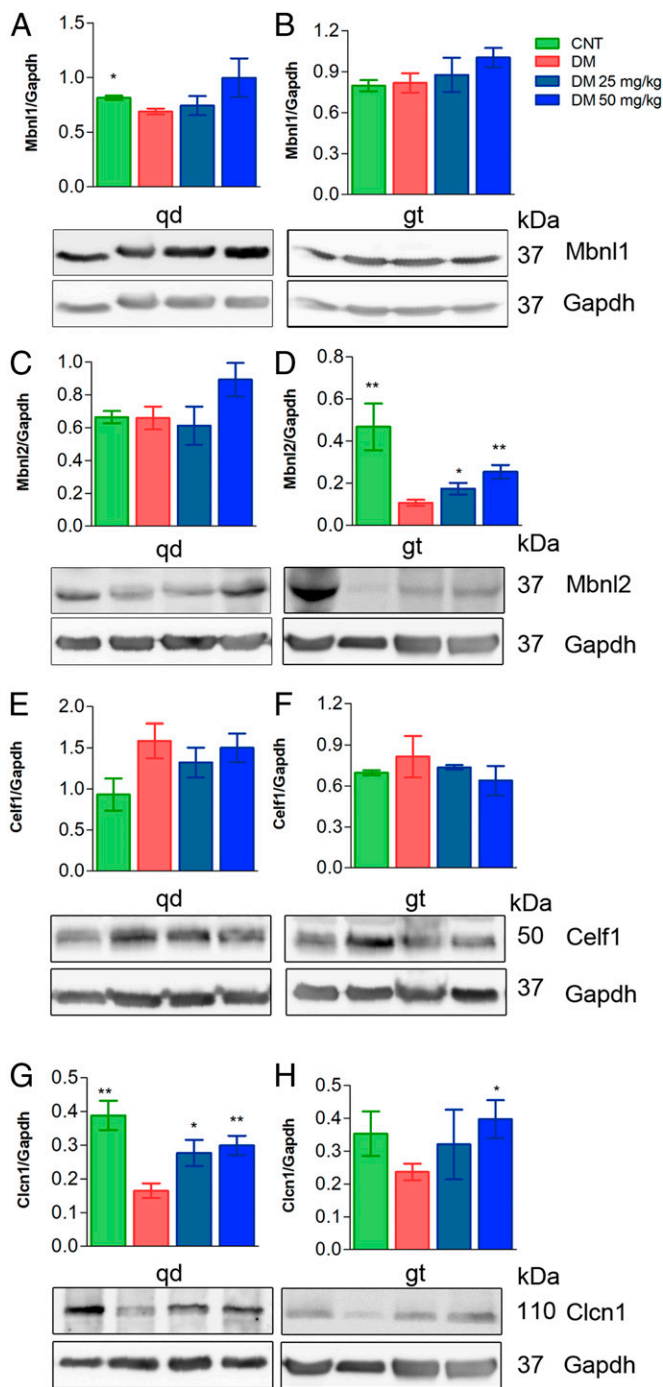 A
B
CNT
DM
DM 25 mg/kg
DM 50 mg/kg
Mbnl1/Gapdh
1.5
1.0
0.5
0.0
*
Mbnl1/Gapdh
1.2
0.9
0.6
0.3
0.0
qd
gt
kDa
37 Mbnl1
37 Gapdh
C
D
Mbnl2/Gapdh
1.0
0.8
0.6
0.4
0.2
0.0
Mbnl2/Gapdh
0.6
0.4
0.2
0.0
**
*
**
qd
gt
kDa
37 Mbnl2
37 Gapdh
E
F
Celf1/Gapdh
2.0
1.5
1.0
0.5
0.0
Celf1/Gapdh
1.2
0.9
0.6
0.3
0.0
qd
gt
kDa
50 Celf1
37 Gapdh
G
H
Clcn1/Gapdh
0.5
0.4
0.3
0.2
0.1
0.0
**
*
**
Clcn1/Gapdh
0.5
0.4
0.3
0.2
0.1
0.0
*
qd
gt
kDa
110 Clcn1
37 Gapdh